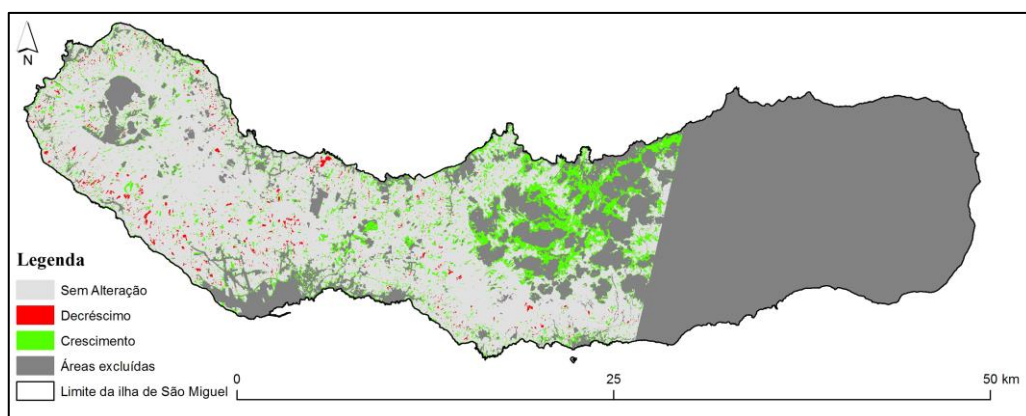 N
Legenda
Sem Alteração
Decréscimo
Crescimento
Áreas excluídas
Limite da ilha de São Miguel
0
25
50 km